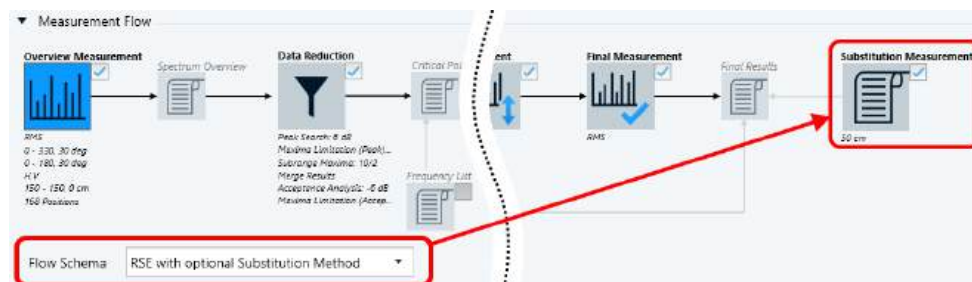 Measurement Flow
Overview Measurement
Spectrum Overview
Data Reduction
Critical Poi
ent
Final Measurement
Final Results
Substitution Measurement
RMS
0 - 330, 30 deg
0 - 180, 30 deg
H,V
150 - 150, 0 cm
168 Positions
Peak Search: 6 dB
Maxima Limitation (Peak)...
Subrange Maxima: 10/2
Merge Results
Acceptance Analysis: -6 dB
Maxima Limitation (Accep...
Frequency List
RMS
50 cm
Flow Schema
RSE with optional Substitution Method